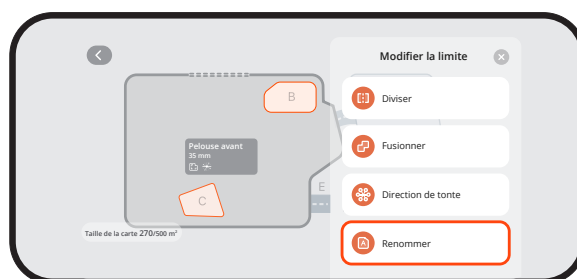 Modifier la limite
B
Diviser
Pelouse avant
35 mm
Fusionner
E
Direction de tonte
C
Taille de la carte 270/500 m²
A
Renommer